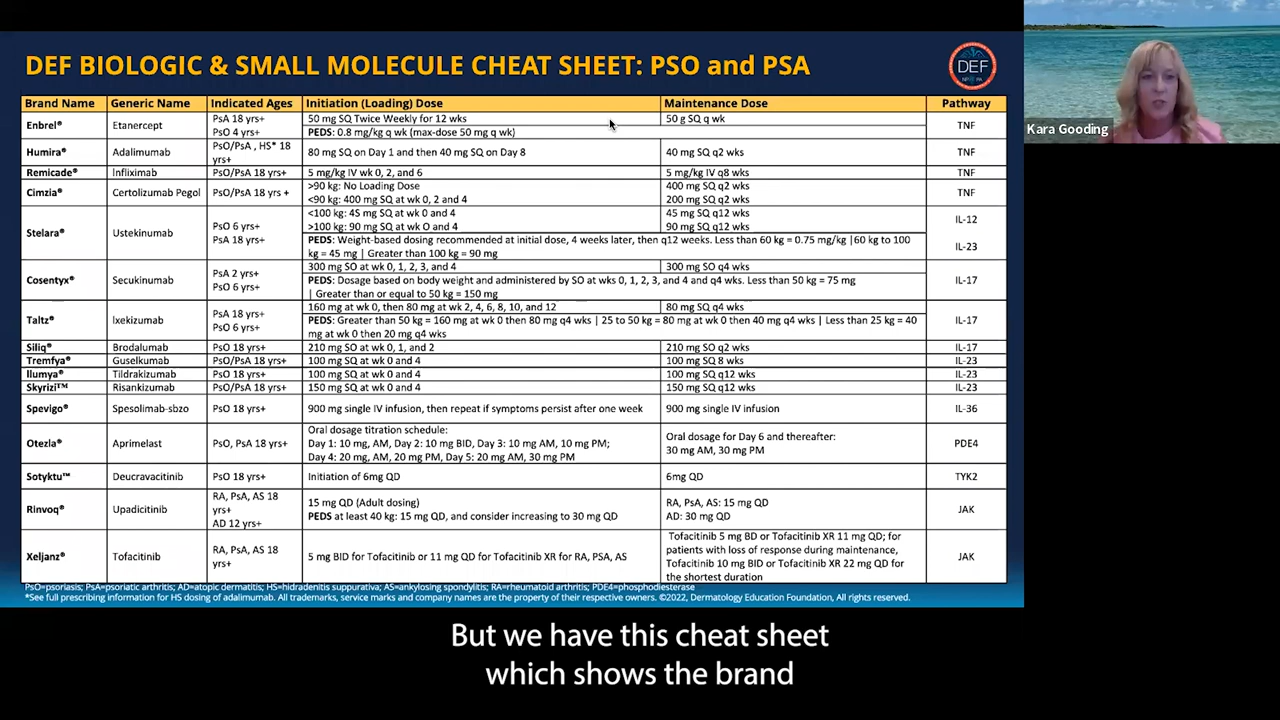 DEF BIOLOGIC & SMALL MOLECULE CHEAT SHEET: PSO and PSA
DEF
NP PA
Kara Gooding
Brand Name Generic Name Indicated Ages Initiation (Loading) Dose Maintenance Dose Pathway
Enbrel® Etanercept PsA 18 yrs+ 50 mg SQ Twice Weekly for 12 wks 50 g SQ q wk TNF
PsO 4 yrs+ PEDS: 0.8 mg/kg q wk (max-dose 50 mg q wk)
Humira® Adalimumab PsO/PsA , HS* 18 80 mg SQ on Day 1 and then 40 mg SQ on Day 8 40 mg SQ q2 wks TNF
yrs+
Remicade® Infliximab PsO/PsA 18 yrs+ 5 mg/kg IV wk 0, 2, and 6 5 mg/kg IV q8 wks TNF
Cimzia® Certolizumab Pegol PsO/PsA 18 yrs + >90 kg: No Loading Dose 400 mg SQ q2 wks TNF
<90 kg: 400 mg SQ at wk 0, 2 and 4 200 mg SQ q2 wks
Stelara® Ustekinumab PsO 6 yrs+ <100 kg: 4S mg SQ at wk 0 and 4 45 mg SQ q12 wks IL-12
PsA 18 yrs+ >100 kg: 90 mg SQ at wk O and 4 90 mg SQ q12 wks IL-23
PEDS: Weight-based dosing recommended at initial dose, 4 weeks later, then q12 weeks. Less than 60 kg = 0.75 mg/kg |60 kg to 100
kg = 45 mg | Greater than 100 kg = 90 mg
Cosentyx® Secukinumab PsA 2 yrs+ 300 mg SO at wk 0, 1, 2, 3, and 4 300 mg SO q4 wks IL-17
PsO 6 yrs+ PEDS: Dosage based on body weight and administered by SO at wks 0, 1, 2, 3, and 4 and q4 wks. Less than 50 kg = 75 mg
| Greater than or equal to 50 kg = 150 mg
Taltz® Ixekizumab PsA 18 yrs+ 160 mg at wk 0, then 80 mg at wk 2, 4, 6, 8, 10, and 12 80 mg SQ q4 wks IL-17
PsO 6 yrs+ PEDS: Greater than 50 kg = 160 mg at wk 0 then 80 mg q4 wks | 25 to 50 kg = 80 mg at wk 0 then 40 mg q4 wks | Less than 25 kg = 40
mg at wk 0 then 20 mg q4 wks
Siliq® Brodalumab PsO 18 yrs+ 210 mg SO at wk 0, 1, and 2 210 mg SO q2 wks IL-17
Tremfya® Guselkumab PsO/PsA 18 yrs+ 100 mg SQ at wk 0 and 4 100 mg SQ 8 wks IL-23
Ilumya® Tildrakizumab PsO 18 yrs+ 100 mg SQ at wk 0 and 4 100 mg SQ q12 wks IL-23
Skyrizi™ Risankizumab PsO/PsA 18 yrs+ 150 mg SQ at wk 0 and 4 150 mg SQ q12 wks IL-23
Spevigo® Spesolimab-sbzo PsO 18 yrs+ 900 mg single IV infusion, then repeat if symptoms persist after one week 900 mg single IV infusion IL-36
Otezla® Aprimelast PsO, PsA 18 yrs+ Oral dosage titration schedule: Oral dosage for Day 6 and thereafter: PDE4
Day 1: 10 mg, AM, Day 2: 10 mg BID, Day 3: 10 mg AM, 10 mg PM; 30 mg AM, 30 mg PM
Day 4: 20 mg, AM, 20 mg PM, Day 5: 20 mg AM, 30 mg PM
Sotyktu™ Deucravacitinib PsO 18 yrs+ Initiation of 6mg QD 6mg QD TYK2
Rinvoq® Upadicitinib RA, PsA, AS 18 15 mg QD (Adult dosing) RA, PsA, AS: 15 mg QD JAK
yrs+ PEDS at least 40 kg: 15 mg QD, and consider increasing to 30 mg QD AD: 30 mg QD
AD 12 yrs+
Xeljanz® Tofacitinib RA, PsA, AS 18 5 mg BID for Tofacitinib or 11 mg QD for Tofacitinib XR for RA, PSA, AS Tofacitinib 5 mg BD or Tofacitinib XR 11 mg QD; for JAK
yrs+ patients with loss of response during maintenance,
Tofacitinib 10 mg BID or Tofacitinib XR 22 mg QD for
the shortest duration
PsO=psoriasis; PsA=psoriatic arthritis; AD=atopic dermatitis; HS=hidradenitis suppurativa; AS=ankylosing spondylitis; RA=rheumatoid arthritis; PDE4=phosphodiesterase
*See full prescribing information for HS dosing of adalimumab. All trademarks, service marks and company names are the property of their respective owners. ©2022, Dermatology Education Foundation, All rights reserved.
But we have this cheat sheet
which shows the brand